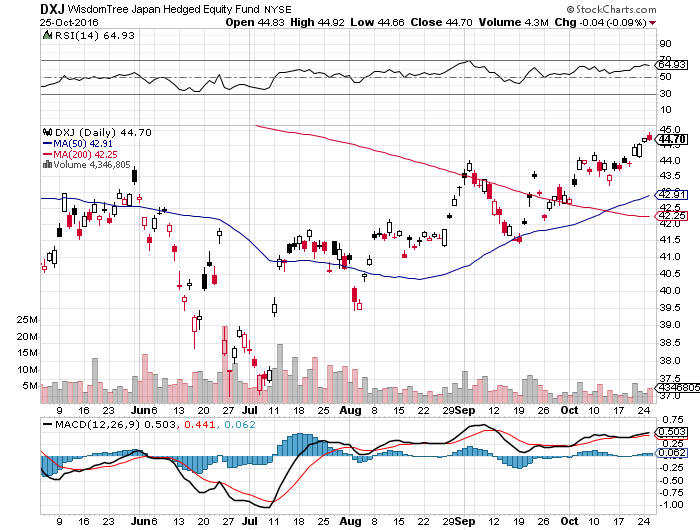 DXJ WisdomTree Japan Hedged Equity Fund NYSE © StockCharts.com
25-Oct-2016 Open 44.83 High 44.92 Low 44.66 Close 44.70 Volume 4.3M Chg -0.04 (-0.09%)
RSI(14) 64.93
90
70
64.93
50
30
10
DXJ (Daily) 44.70
MA(50) 42.91
MA(200) 42.25
Volume 4,346,805
45.0
44.70
44.5
44.0
43.5
42.91
42.5
42.25
42.0
41.5
41.0
40.5
40.0
39.5
39.0
38.5
38.0
37.5
4346805
37.0
25M
20M
15M
10M
5M
9 16 23 Jun 6 13 20 27 Jul 11 18 25 Aug 8 15 22 29 Sep 12 19 26 Oct 10 17 24
MACD(12,26,9) 0.503, 0.441, 0.062
0.75
0.503
0.25
0.062
-0.25
-0.50
-0.75
-1.00
9 16 23 Jun 6 13 20 27 Jul 11 18 25 Aug 8 15 22 29 Sep 12 19 26 Oct 10 17 24